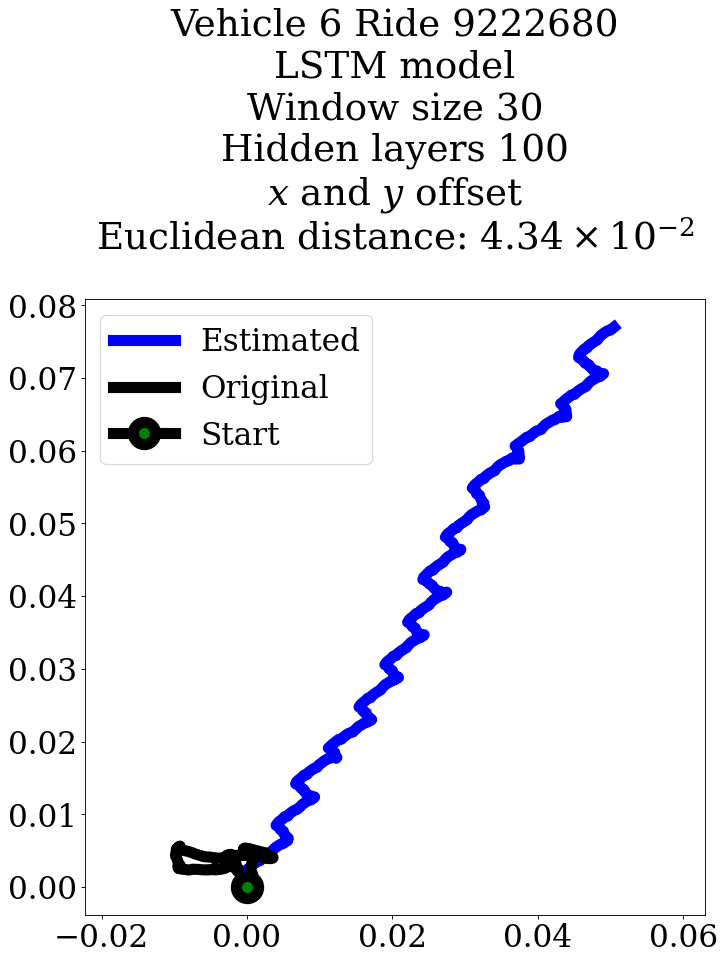 Vehicle 6 Ride 9222680
LSTM model
Window size 30
Hidden layers 100
x and y offset
Euclidean distance: 4.34 × 10⁻²
0.08
0.07
0.06
0.05
0.04
0.03
0.02
0.01
0.00
Estimated
Original
Start
−0.02 0.00 0.02 0.04 0.06